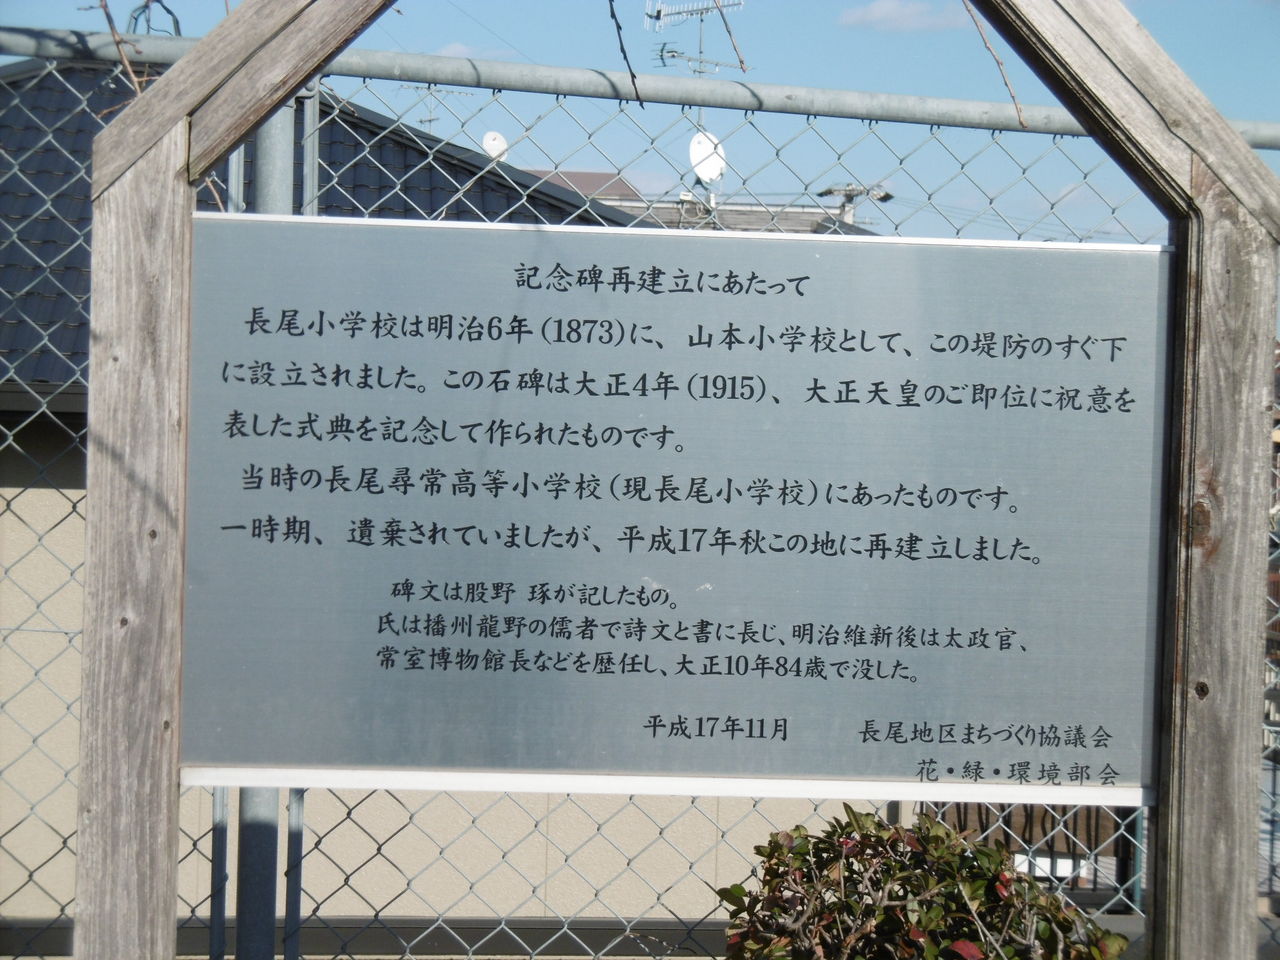 記念碑再建立にあたって
長尾小学校は明治6年(1873)に、山本小学校として、この堤防のすぐ下
に設立されました。この石碑は大正4年(1915)、大正天皇のご即位に祝意を
表した式典を記念して作られたものです。
当時の長尾尋常高等小学校(現長尾小学校)にあったものです。
一時期、遺棄されていましたが、平成17年秋この地に再建立しました。
碑文は股野 琢が記したもの。
氏は播州龍野の儒者で詩文と書に長じ、明治維新後は太政官、
常室博物館長などを歴任し、大正10年84歳で没した。
平成17年11月 長尾地区まちづくり協議会
花・緑・環境部会